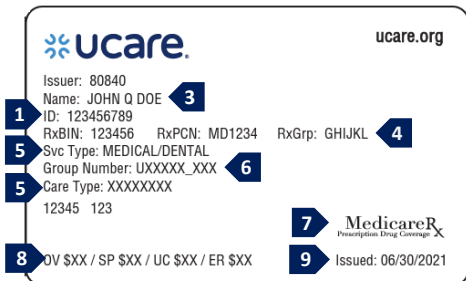 ucare.
ucare.org
Issuer: 80840
Name: JOHN Q DOE 3
1 ID: 123456789
RxBIN: 123456 RxPCN: MD1234 RxGrp: GHIJKL 4
5 Svc Type: MEDICAL/DENTAL
Group Number: UXXXXX_XXX 6
5 Care Type: XXXXXXXX
12345 123
7 MedicareRx
Prescription Drug Coverage
8 OV $XX / SP $XX / UC $XX / ER $XX
9 Issued: 06/30/2021